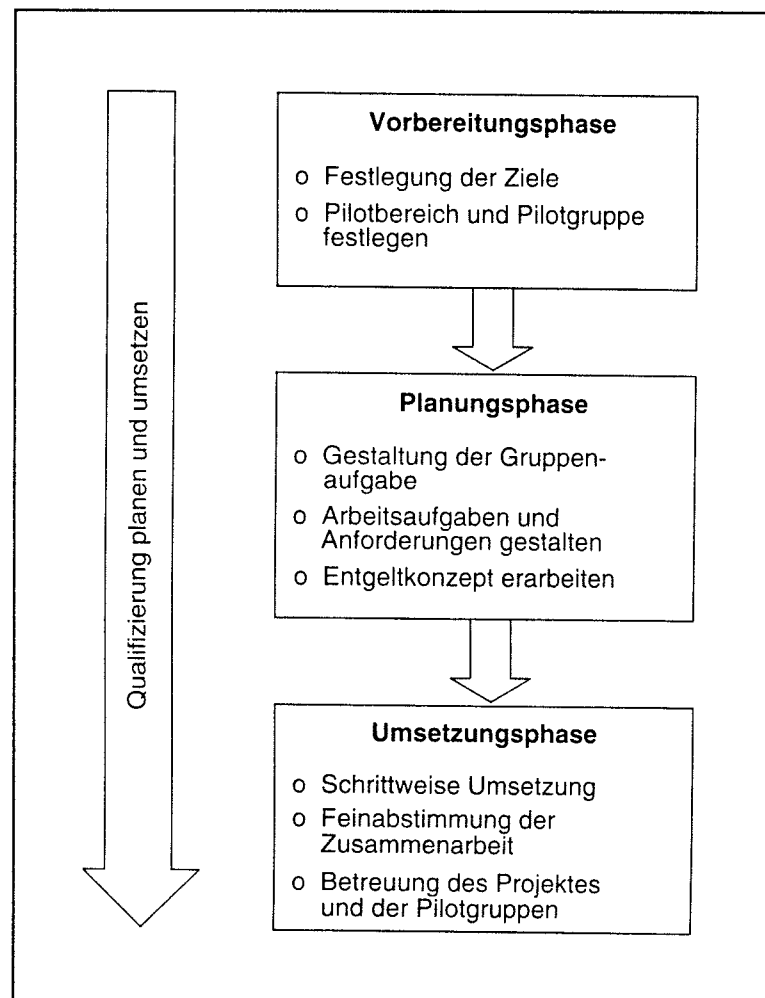 Qualifizierung planen und umsetzen
Vorbereitungsphase
o Festlegung der Ziele
o Pilotbereich und Pilotgruppe
festlegen
Planungsphase
o Gestaltung der Gruppen-
aufgabe
o Arbeitsaufgaben und
Anforderungen gestalten
o Entgeltkonzept erarbeiten
Umsetzungsphase
o Schrittweise Umsetzung
o Feinabstimmung der
Zusammenarbeit
o Betreuung des Projektes
und der Pilotgruppen